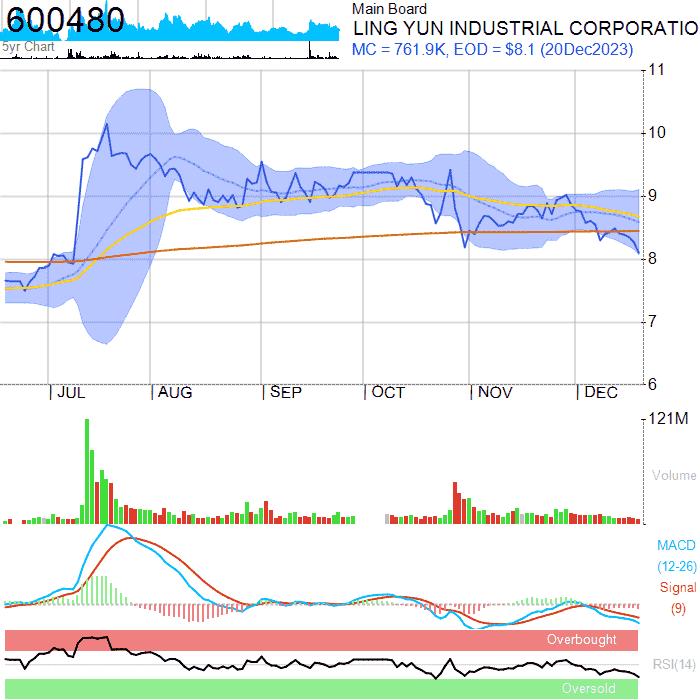 600480
5yr Chart
Main Board
LING YUN INDUSTRIAL CORPORATIO
MC = 761.9K, EOD = $8.1 (20Dec2023)
11
10
9
8
7
6
| JUL | AUG | SEP | OCT | NOV | DEC
121M
Volume
MACD
(12-26)
Signal
(9)
Overbought
RSI(14)
Oversold